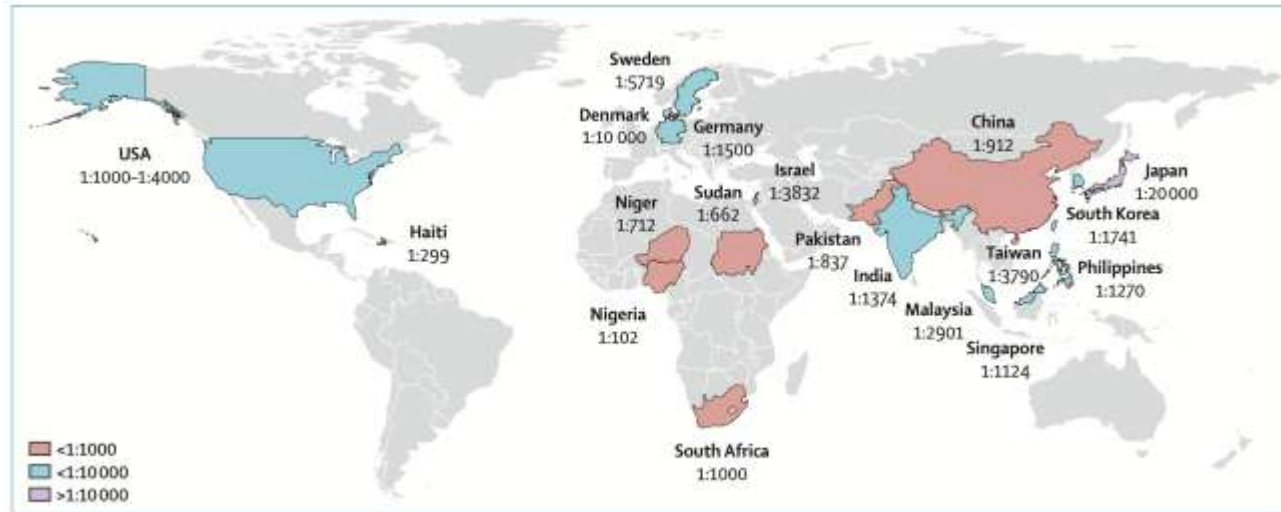 Sweden
1:5719
Denmark
1:10 000
Germany
1:1500
China
1:912
USA
1:1000–1:4000
Israel
1:3832
Japan
1:20 000
Niger
1:712
Sudan
1:662
South Korea
1:1741
Haiti
1:299
Pakistan
1:837
Taiwan
1:3790
Philippines
1:1270
India
1:1374
Nigeria
1:102
Malaysia
1:2901
Singapore
1:1124
South Africa
1:1000
<1:1000
<1:10 000
>1:10 000